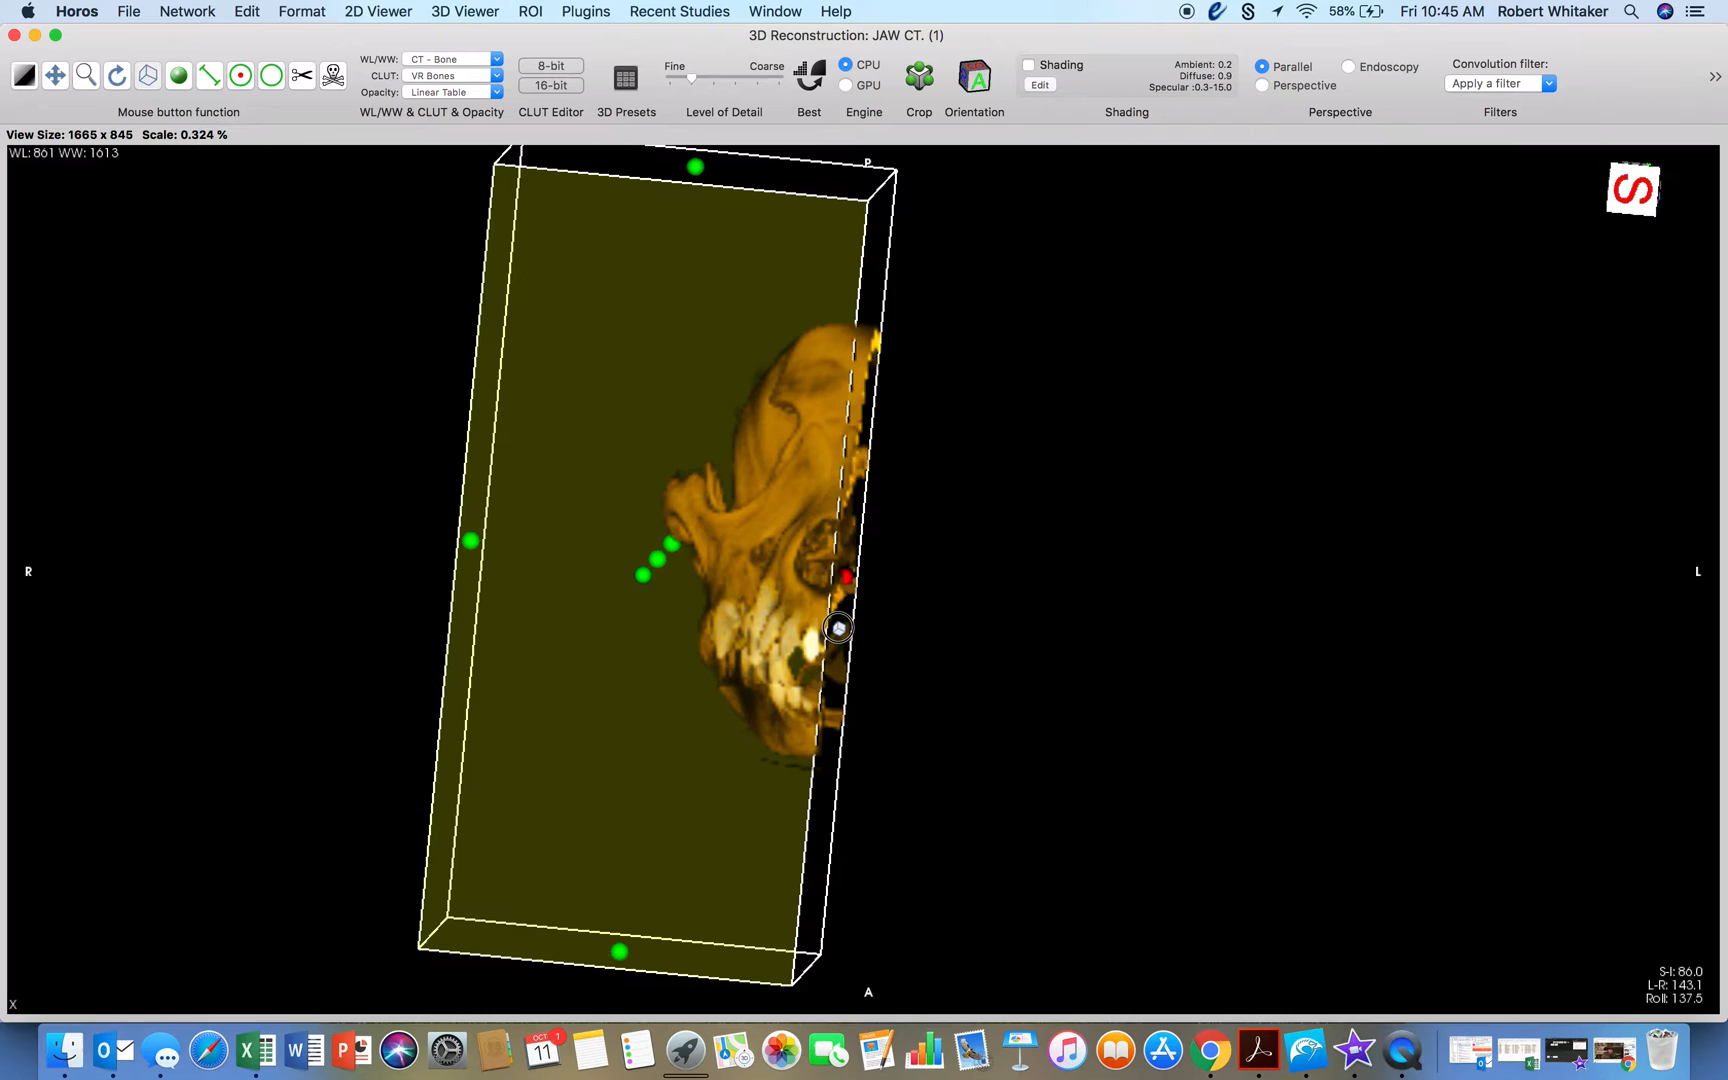 Horos File Network Edit Format 2D Viewer 3D Viewer ROI Plugins Recent Studies Window Help 58% Fri 10:45 AM Robert Whitaker
3D Reconstruction: JAW CT. (1)
WL/WW: CT - Bone
CLUT: VR Bones
Opacity: Linear Table
8-bit
16-bit
Fine Coarse
CPU
GPU
Shading
Edit
Ambient: 0.2
Diffuse: 0.9
Specular :0.3-15.0
Parallel Endoscopy
Perspective
Convolution filter:
Apply a filter
Mouse button function WL/WW & CLUT & Opacity CLUT Editor 3D Presets Level of Detail Best Engine Crop Orientation Shading Perspective Filters
View Size: 1665 x 845 Scale: 0.324 %
WL: 861 WW: 1613
P
S
R
L
A
X
S-I: 86.0
L-R: 143.1
Roll: 137.5
OCT 1
11